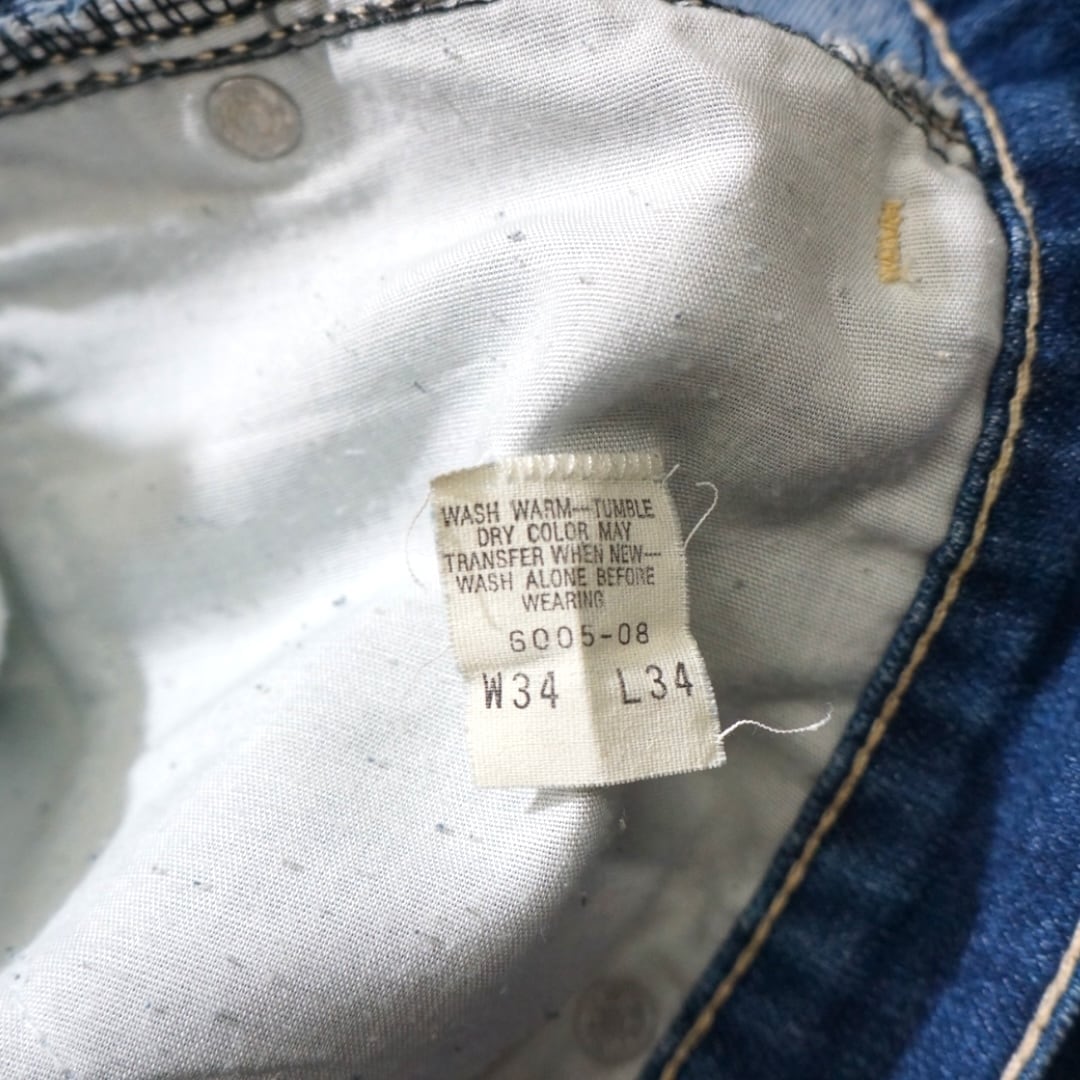 WASH WARM--TUMBLE
DRY COLOR MAY
TRANSFER WHEN NEW--
WASH ALONE BEFORE
WEARING
6005-08
W34 L34